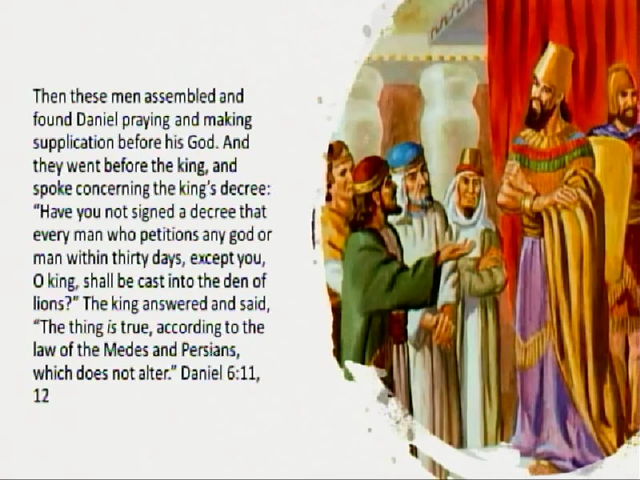 Then these men assembled and
found Daniel praying and making
supplication before his God. And
they went before the king, and
spoke concerning the king's decree:
“Have you not signed a decree that
every man who petitions any god or
man within thirty days, except you,
O king, shall be cast into the den of
lions?” The king answered and said,
“The thing is true, according to the
law of the Medes and Persians,
which does not alter.” Daniel 6:11,
12